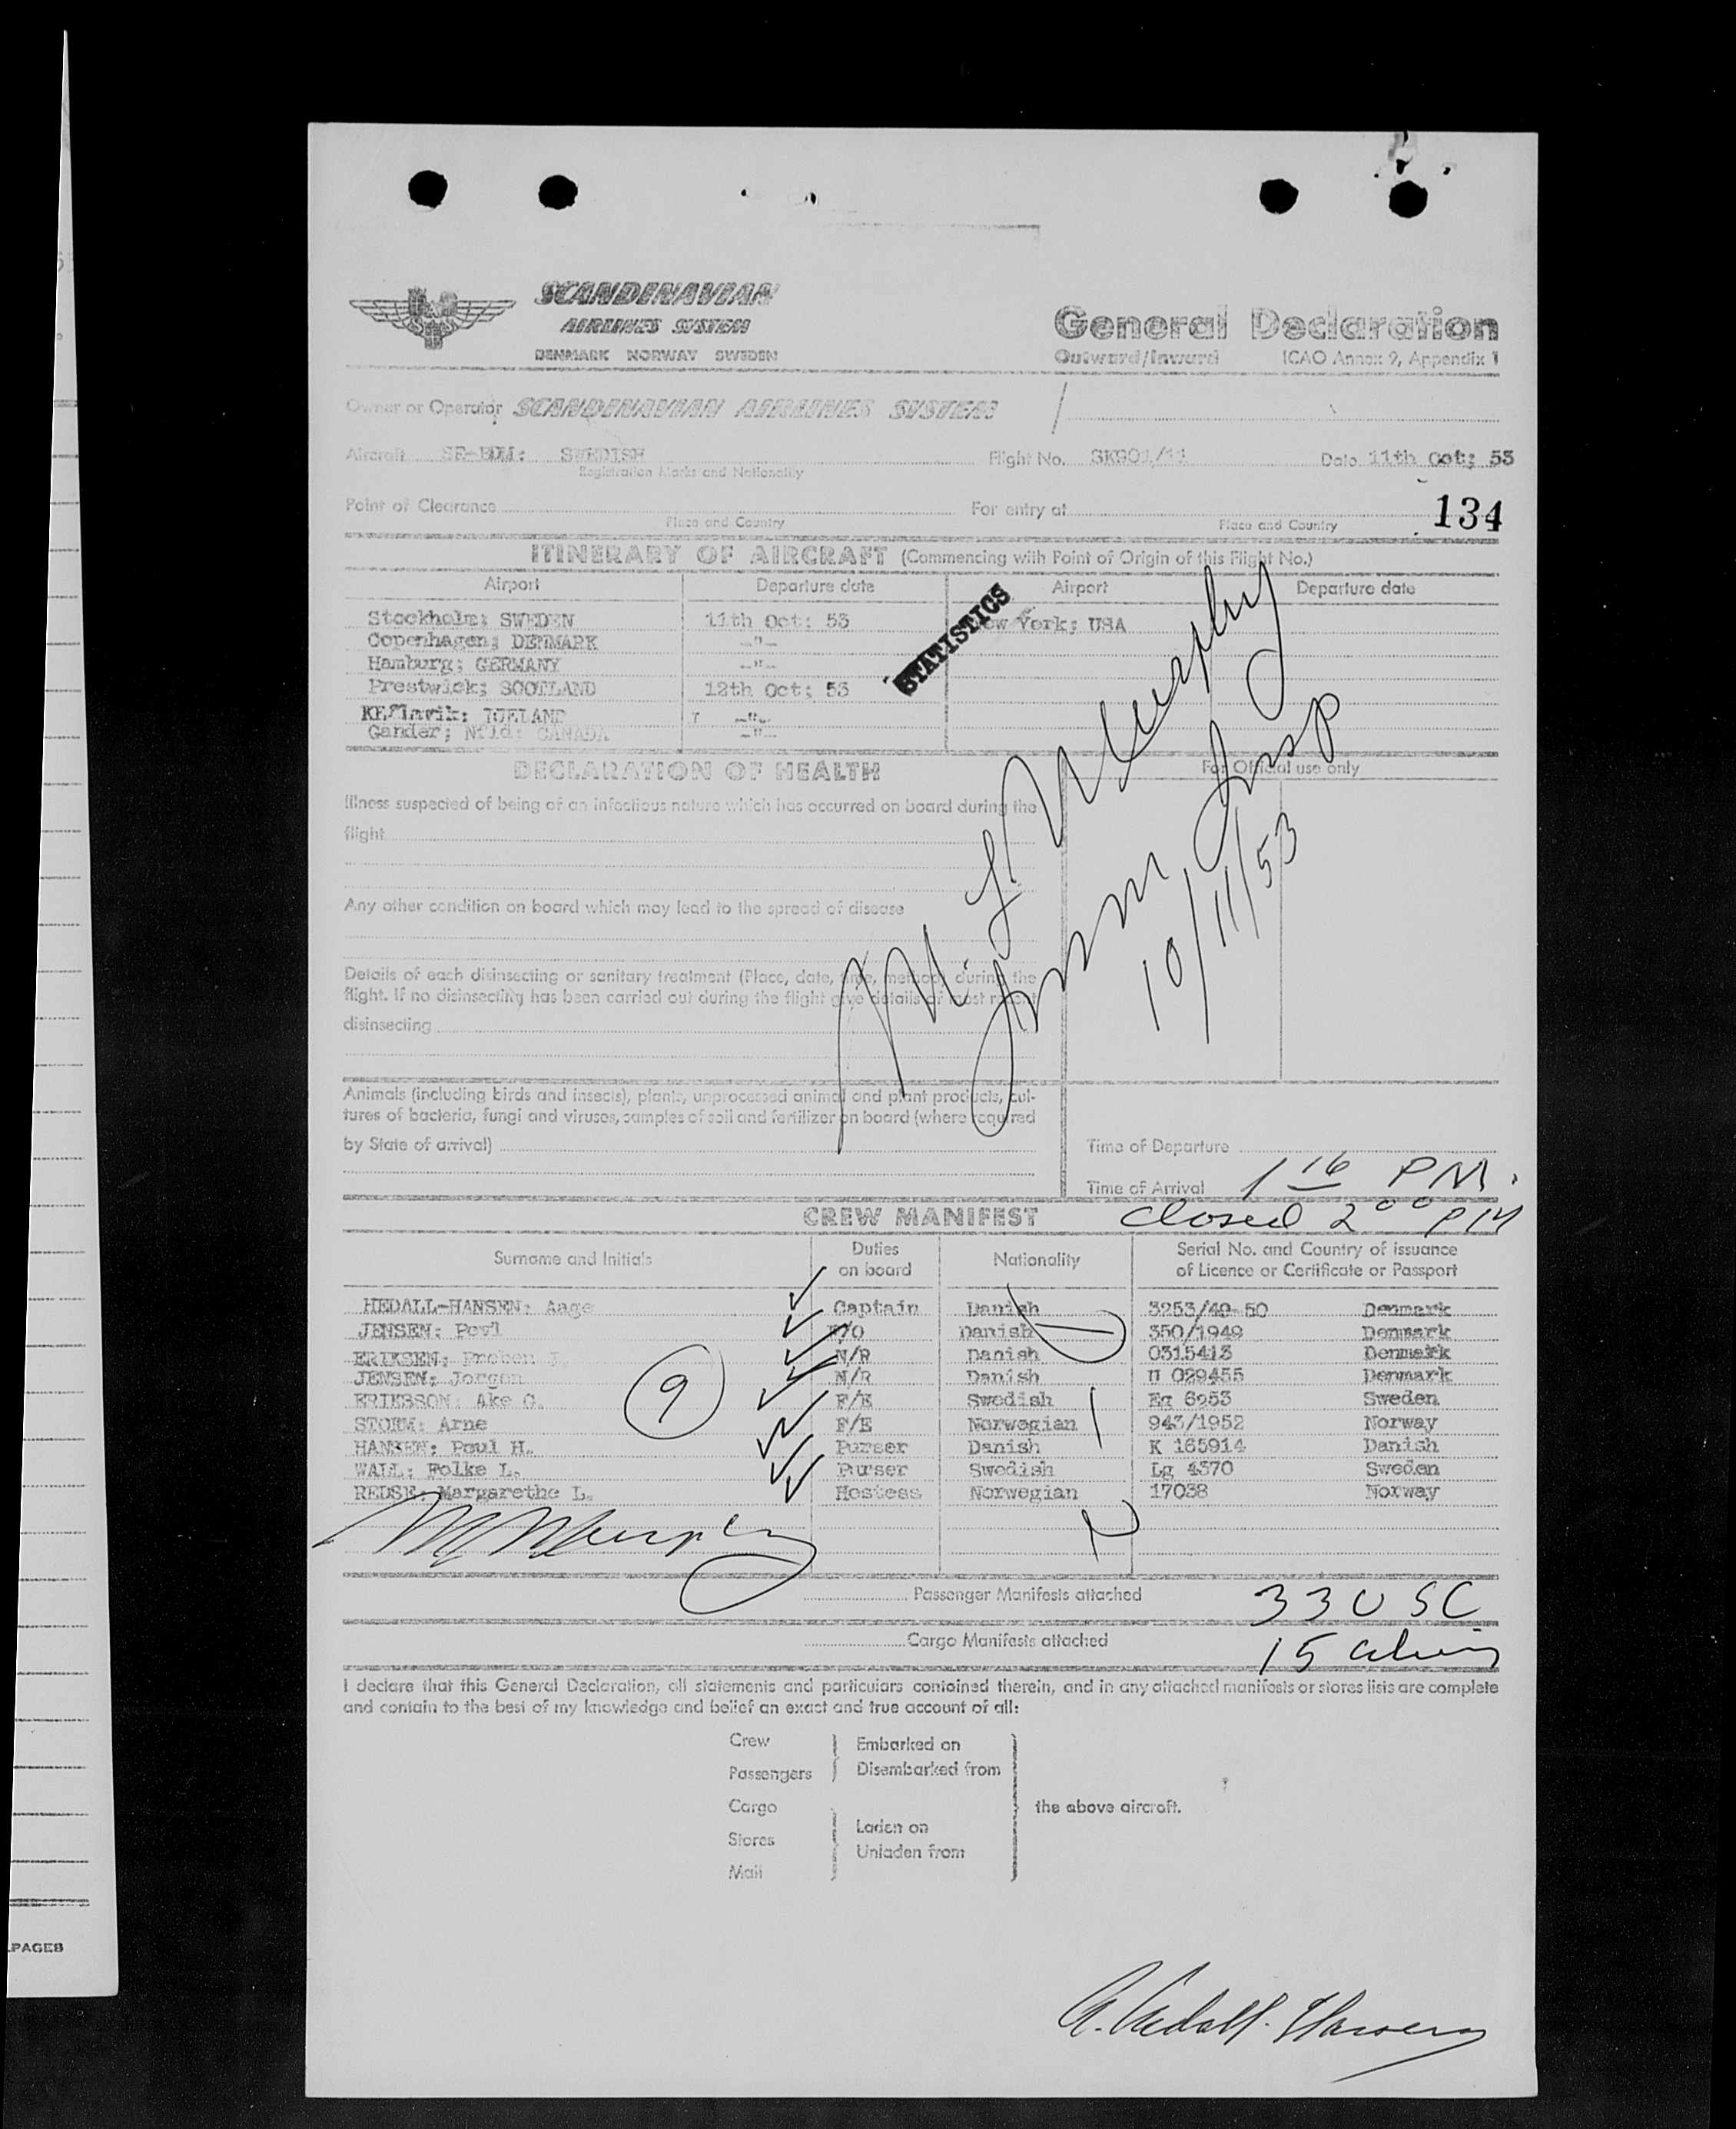 SCANDINAVIAN
AIRLINES SYSTEM
DENMARK NORWAY SWEDEN
General Declaration
Outward/Inward ICAO Annex 9, Appendix 1
Owner or Operator SCANDINAVIAN AIRLINES SYSTEM
Aircraft SWEDISH Flight No. Date 11th Oct; 53
Registration Marks and Nationality
Point of Clearance For entry at 134
Place and Country Place and Country
ITINERARY OF AIRCRAFT (Commencing with Point of Origin of this Flight No.)
Airport Departure date Airport Departure date
Stockholm; SWEDEN 11th Oct: 53 New York; USA
Copenhagen; DENMARK -"-
Hamburg; GERMANY -"-
Prestwick; SCOTLAND 12th Oct; 53
KEflavik: ICELAND -"-
Gander; Nfld: CANADA -"-
STATISTICS
DECLARATION OF HEALTH For Official use only
Illness suspected of being of an infectious nature which has occurred on board during the
flight
Any other condition on board which may lead to the spread of disease
Details of each disinsecting or sanitary treatment (Place, date, time, method) during the
flight. If no disinsecting has been carried out during the flight give details of most recent
disinsecting
Murphy
Imm Insp
10/11/53
Animals (including birds and insects), plants, unprocessed animal and plant products, cul-
tures of bacteria, fungi and viruses, samples of soil and fertilizer on board (where required
by State of arrival)
Time of Departure
Time of Arrival 1 16 PM.
closed 2 00 PM
CREW MANIFEST
Surname and Initials Duties on board Nationality Serial No. and Country of issuance of Licence or Certificate or Passport
HEDALL-HANSEN: Aage Captain Danish 3253/49-50 Denmark
JENSEN: Povl F/O Danish 350/1949 Denmark
ERIKSEN: Preben J. N/R Danish 0315413 Denmark
JENSEN: Jorgen N/R Danish 029455 Denmark
ERIKSSON: Ake G. F/E Swedish 6253 Sweden
STORM: Arne F/E Norwegian 943/1952 Norway
HANSEN: Poul H. Purser Danish K 165914 Danish
WALL: Folke L. Purser Swedish Lg 4370 Sweden
REDSE: Margarethe L. Hostess Norwegian 17038 Norway
9
Murphy
Passenger Manifests attached 33 USC
Cargo Manifests attached 15 aliens
I declare that this General Declaration, all statements and particulars contained therein, and in any attached manifests or stores lists are complete
and contain to the best of my knowledge and belief an exact and true account of all:
Crew Embarked on
Passengers Disembarked from
Cargo the above aircraft.
Stores Laden on
Mail Unladen from
A. Hedall-Hansen
PAGES